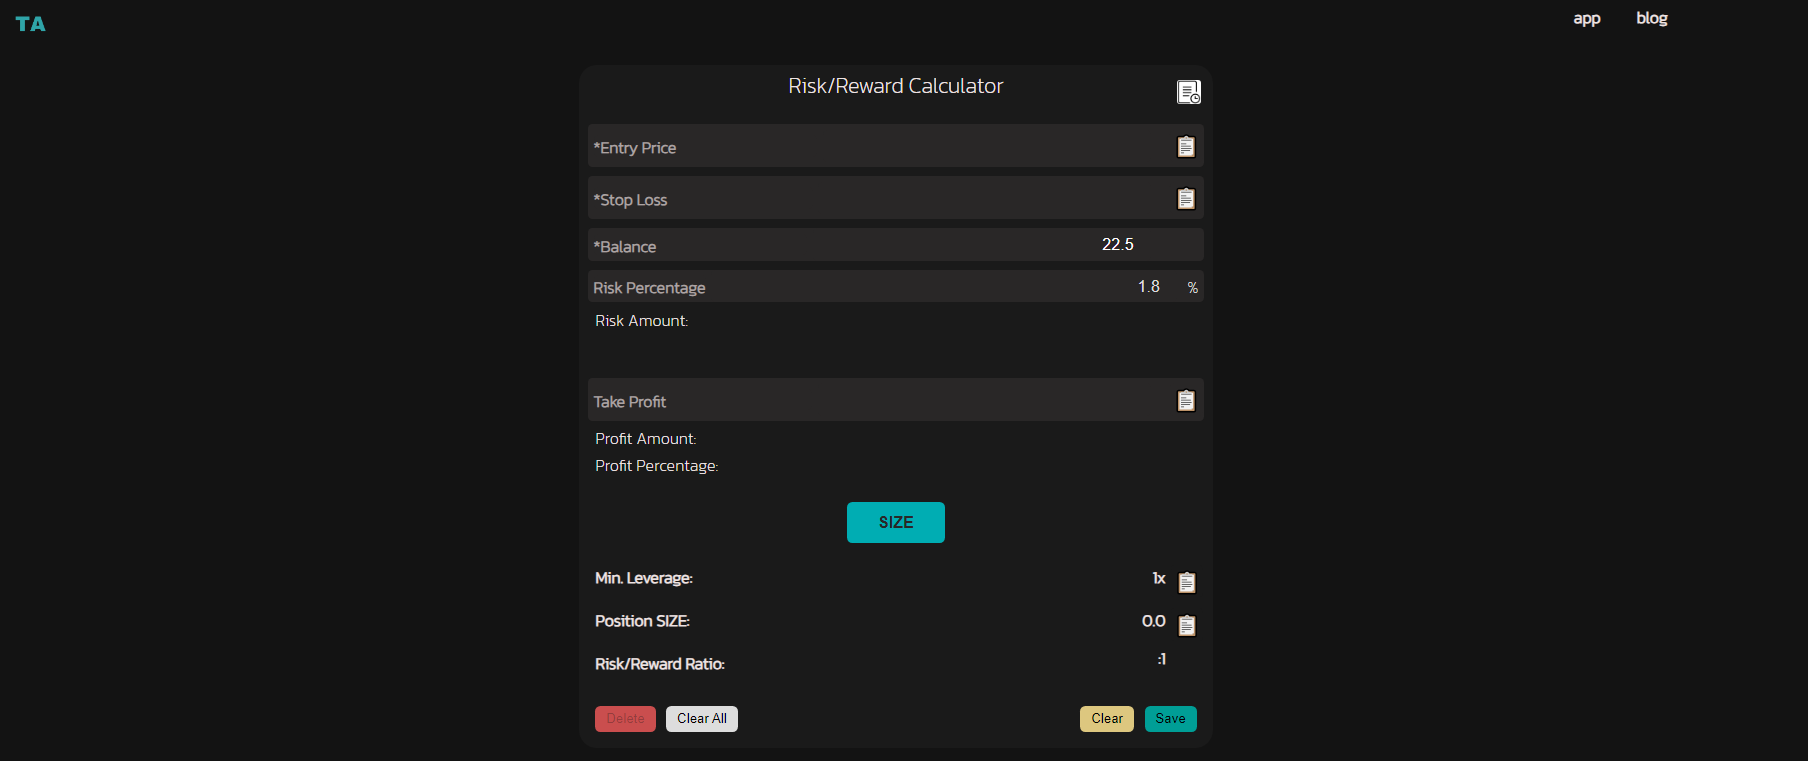 TA
app
blog
Risk/Reward Calculator
*Entry Price
*Stop Loss
*Balance 22.5
Risk Percentage 1.8 %
Risk Amount:
Take Profit
Profit Amount:
Profit Percentage:
SIZE
Min. Leverage: 1x
Position SIZE: 0.0
Risk/Reward Ratio: :1
Delete Clear All Clear Save